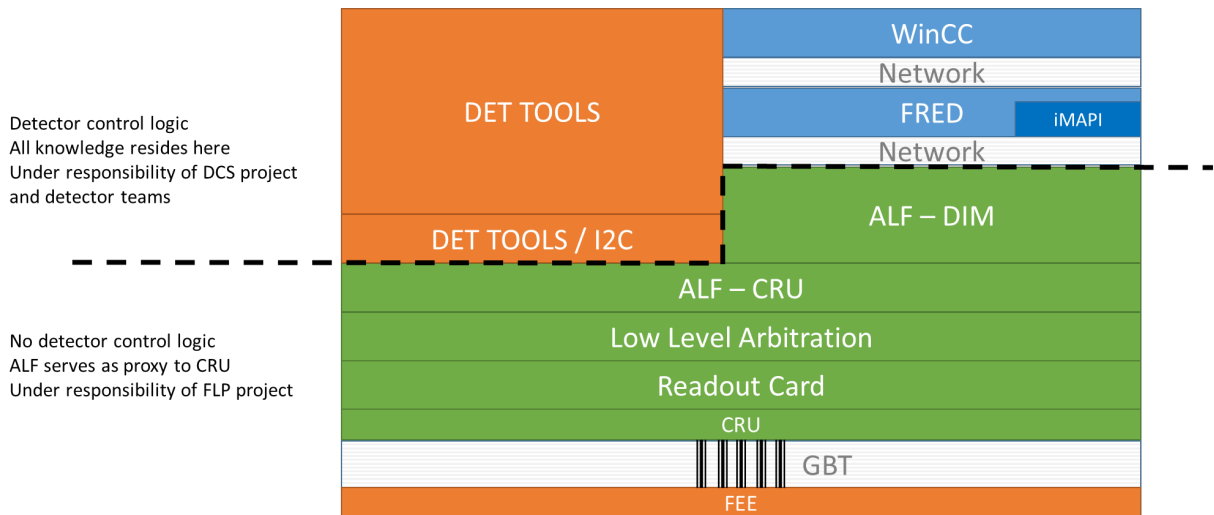 WinCC
Network
DET TOOLS
FRED
iMAPI
Network
Detector control logic
All knowledge resides here
Under responsibility of DCS project
and detector teams
ALF – DIM
DET TOOLS / I2C
ALF – CRU
Low Level Arbitration
No detector control logic
ALF serves as proxy to CRU
Under responsibility of FLP project
Readout Card
CRU
GBT
FEE